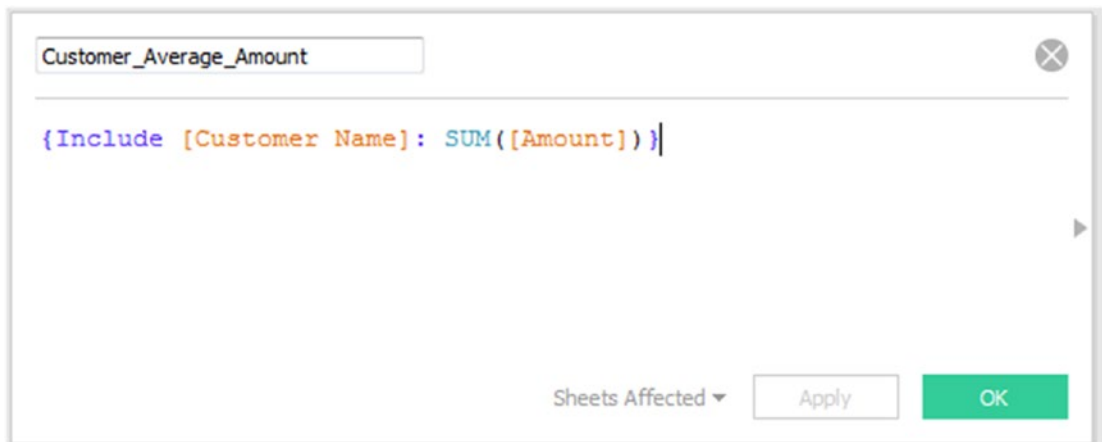 Customer_Average_Amount
{Include [Customer Name]: SUM([Amount])}
Sheets Affected Apply OK